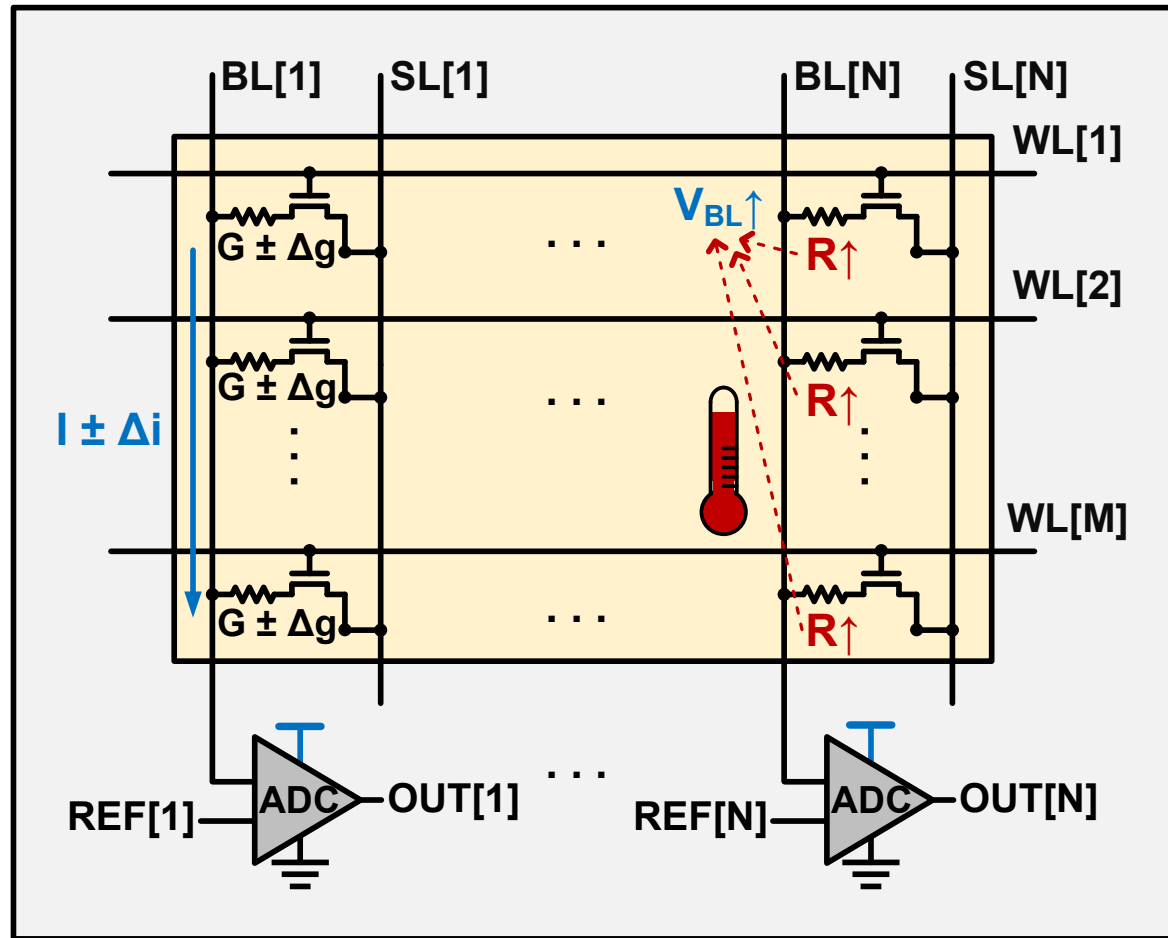 BL[1] SL[1] BL[N] SL[N]
WL[1]
V_BL↑
G ± Δg . . . R↑
WL[2]
G ± Δg . . . R↑
I ± Δi
WL[M]
G ± Δg . . . R↑
. . .
ADC OUT[1] ADC OUT[N]
REF[1] REF[N]